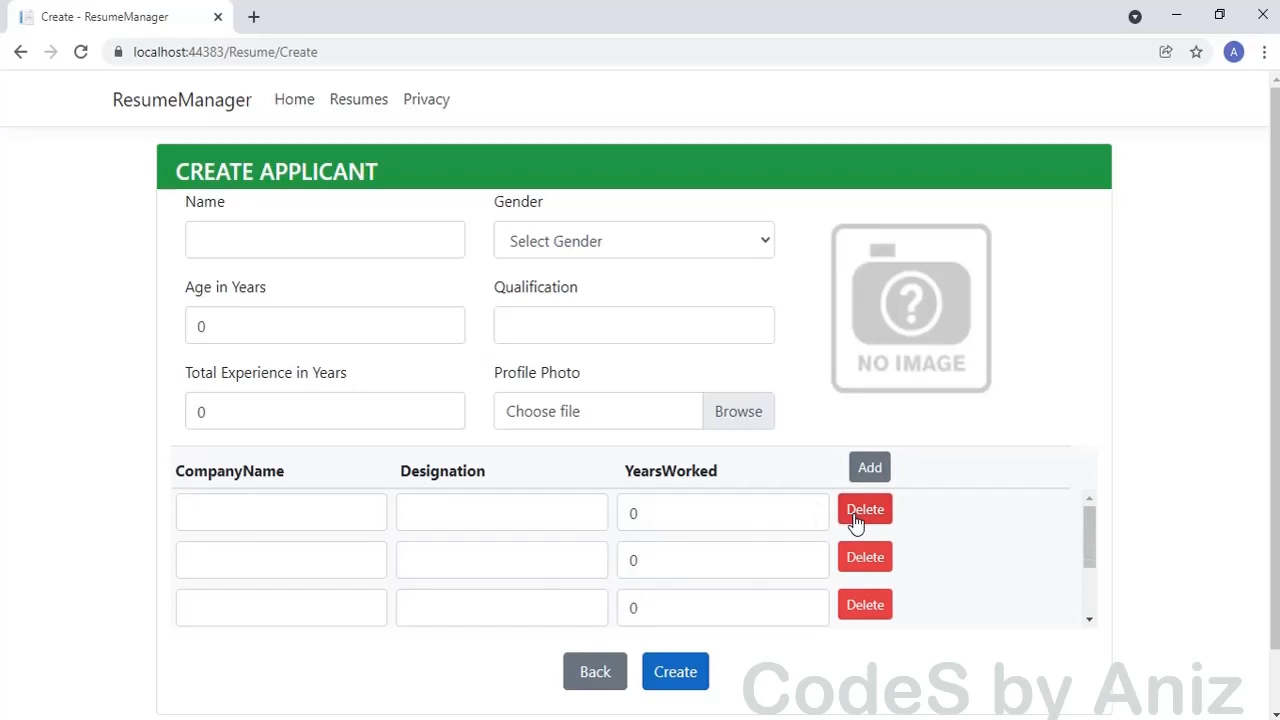 Create - ResumeManager
localhost:44383/Resume/Create
A
ResumeManager Home Resumes Privacy
CREATE APPLICANT
Name Gender
Select Gender
Age in Years Qualification
0
Total Experience in Years Profile Photo
0 Choose file Browse
?
NO IMAGE
CompanyName Designation YearsWorked Add
0 Delete
0 Delete
0 Delete
Back Create
CodeS by Aniz